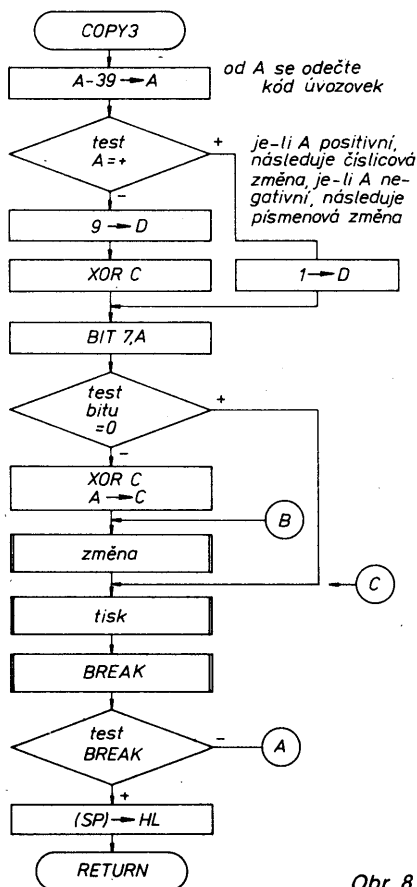 COPY3
A-39 → A
od A se odečte
kód úvozovek
test
A=+
+
-
je-li A positivní,
následuje číslicová
změna, je-li A ne-
gativní, následuje
písmenová změna
9 → D
XOR C
1 → D
BIT 7,A
test
bitu
=0
+
-
XOR C
A → C
B
změna
C
tisk
BREAK
test
BREAK
-
A
+
(SP) → HL
RETURN
Obr. 8